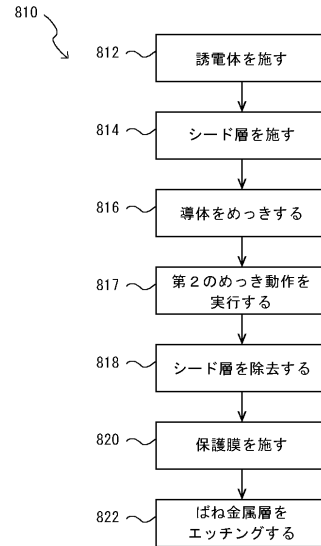 810
812
誘電体を施す
814
シード層を施す
816
導体をめっきする
817
第２のめっき動作を
実行する
818
シード層を除去する
820
保護膜を施す
822
ばね金属層を
エッチングする